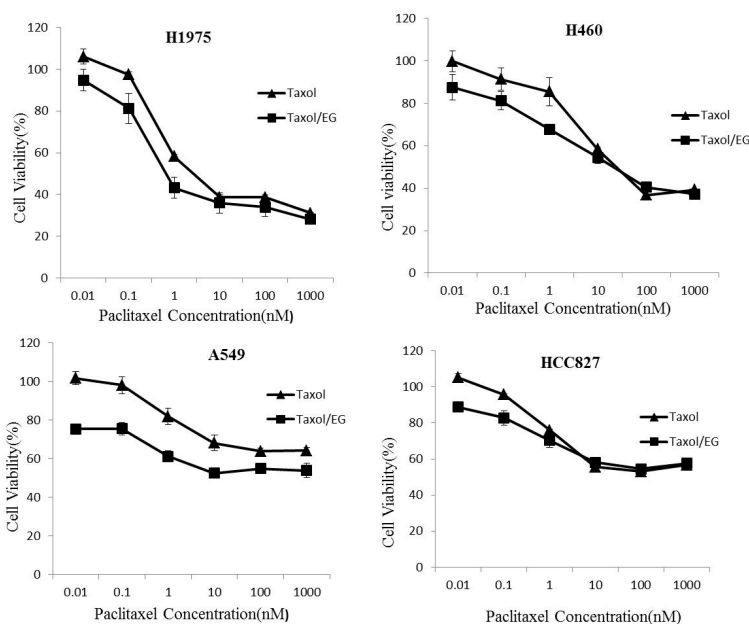 H1975
120
100
80
60
40
20
0
Cell Viability(%)
Taxol
Taxol/EG
0.01 0.1 1 10 100 1000
Paclitaxel Concentration(nM)
H460
120
100
80
60
40
20
0
Cell viability(%)
Taxol
Taxol/EG
0.01 0.1 1 10 100 1000
Paclitaxel Concentration(nM)
A549
120
100
80
60
40
20
0
Cell Viability(%)
Taxol
Taxol/EG
0.01 0.1 1 10 100 1000
Paclitaxel Concentration(nM)
HCC827
120
100
80
60
40
20
0
Cell Viability(%)
Taxol
Taxol/EG
0.01 0.1 1 10 100 1000
Paclitaxel Concentration(nM)